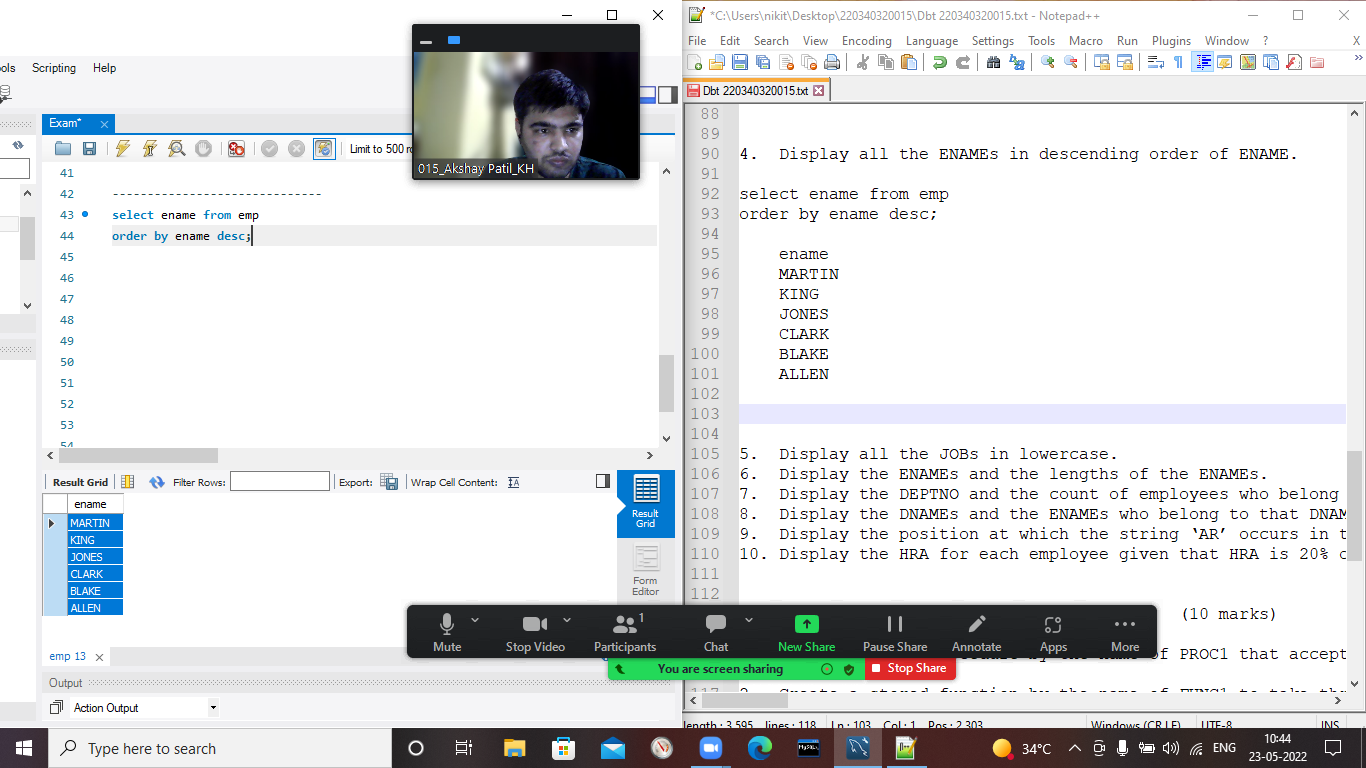 *C:\Users\nikit\Desktop\220340320015\Dbt 220340320015.txt - Notepad++
ols Scripting Help
File Edit Search View Encoding Language Settings Tools Macro Run Plugins Window ? X
Exam*
Limit to 500 ro
015_Akshay Patil_KH
41
42 ------------------------------
43 select ename from emp
44 order by ename desc;
45
46
47
48
49
50
51
52
53
54
Result Grid Filter Rows: Export: Wrap Cell Content:
ename
MARTIN
KING
JONES
CLARK
BLAKE
ALLEN
Result
Grid
Form
Editor
emp 13
Output
Action Output
Dbt 220340320015.txt
88
89
90 4. Display all the ENAMEs in descending order of ENAME.
91
92 select ename from emp
93 order by ename desc;
94
95 ename
96 MARTIN
97 KING
98 JONES
99 CLARK
100 BLAKE
101 ALLEN
102
103
104
105 5. Display all the JOBs in lowercase.
106 6. Display the ENAMEs and the lengths of the ENAMEs.
107 7. Display the DEPTNO and the count of employees who belong
108 8. Display the DNAMEs and the ENAMEs who belong to that DNAM
109 9. Display the position at which the string ‘AR’ occurs in t
110 10. Display the HRA for each employee given that HRA is 20% o
111
112
(10 marks)
by the name of PROC1 that accept
117 2. Create a stored function by the name of FUNC1 to take thr
Mute Stop Video Participants 1 Chat New Share Pause Share Annotate Apps More
You are screen sharing Stop Share
length : 3,595 lines : 118 Ln : 103 Col : 1 Pos : 2,303 Windows (CR LF) UTF-8 INS
Type here to search
34°C ENG 10:44
23-05-2022